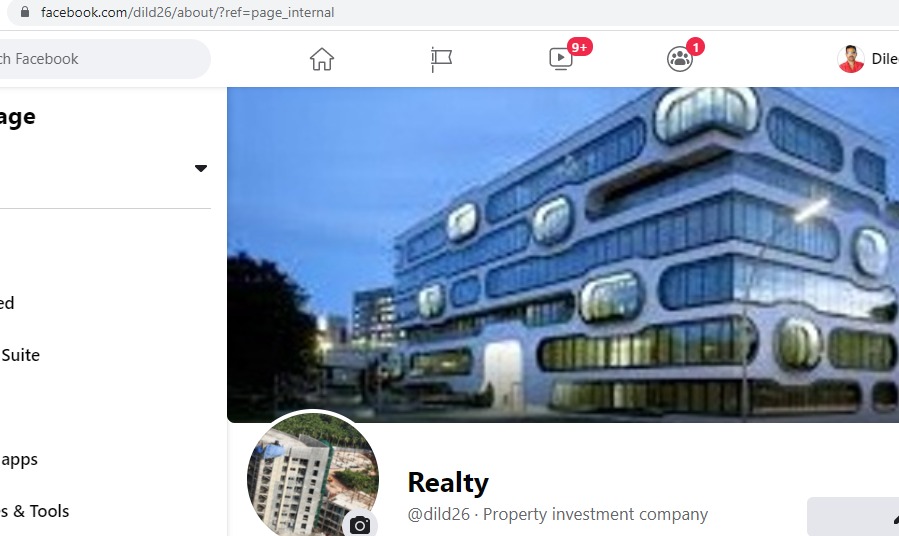 facebook.com/dild26/about/?ref=page_internal
ch Facebook
9+
1
Dile
age
ed
Suite
apps
s & Tools
Realty
@dild26 · Property investment company